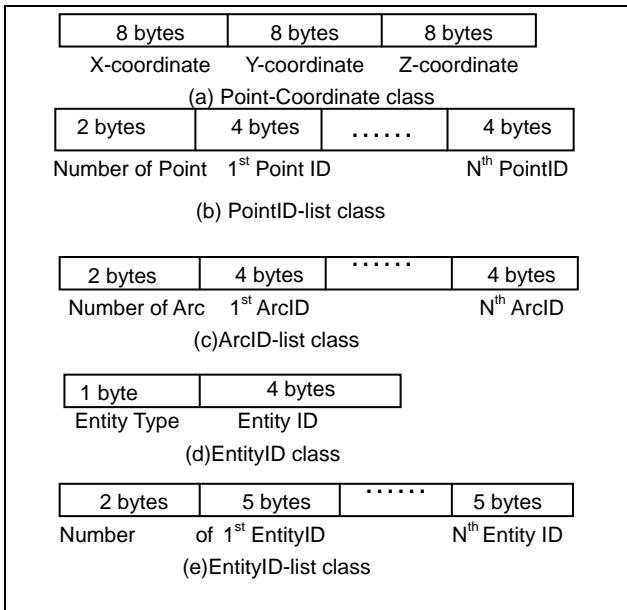 8 bytes 8 bytes 8 bytes
X-coordinate Y-coordinate Z-coordinate
(a) Point-Coordinate class
2 bytes 4 bytes ...... 4 bytes
Number of Point 1st Point ID Nth PointID
(b) PointID-list class
2 bytes 4 bytes ...... 4 bytes
Number of Arc 1st ArcID Nth ArcID
(c)ArcID-list class
1 byte 4 bytes
Entity Type Entity ID
(d)EntityID class
2 bytes 5 bytes ...... 5 bytes
Number of 1st EntityID Nth Entity ID
(e)EntityID-list class